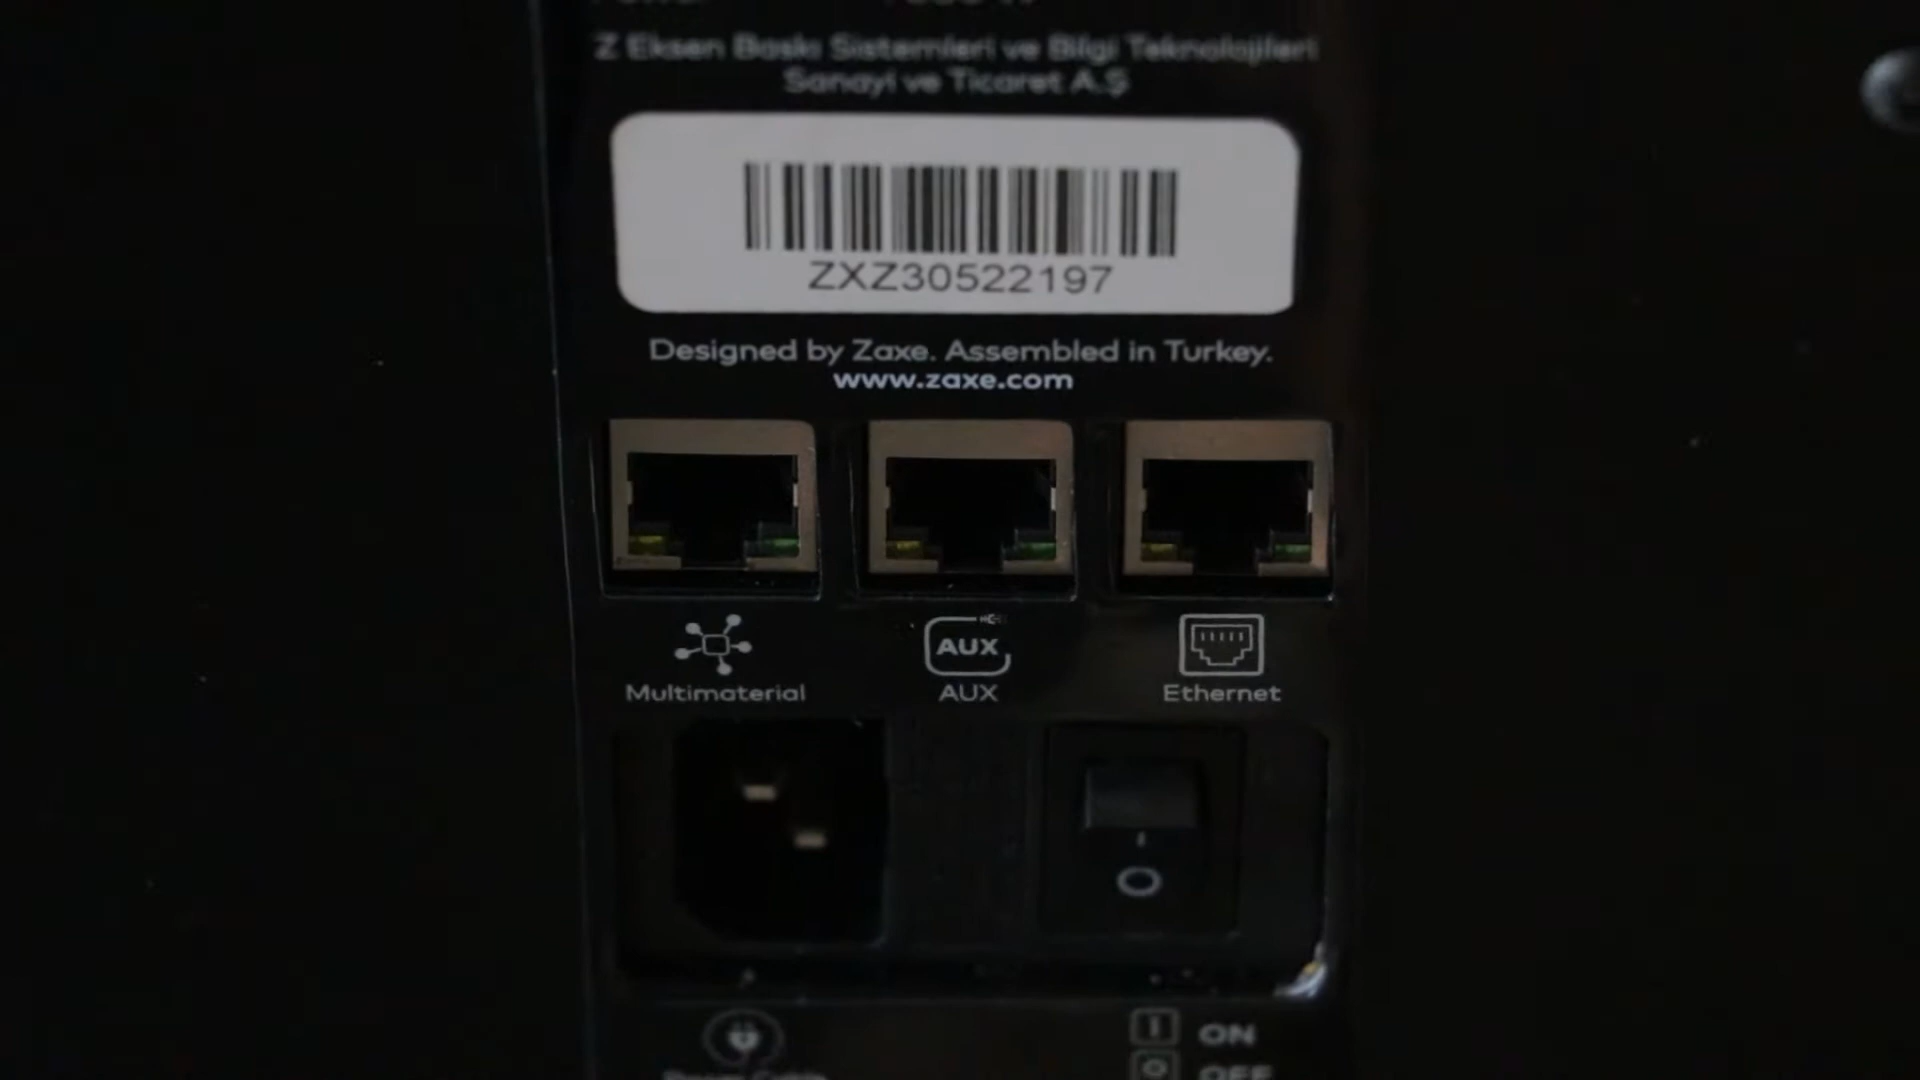 Z Eksen Baskı Sistemleri ve Bilgi Teknolojileri
Sanayi ve Ticaret A.Ş
ZXZ30522197
Designed by Zaxe. Assembled in Turkey.
www.zaxe.com
AUX
Multimaterial AUX Ethernet
ON
OFF